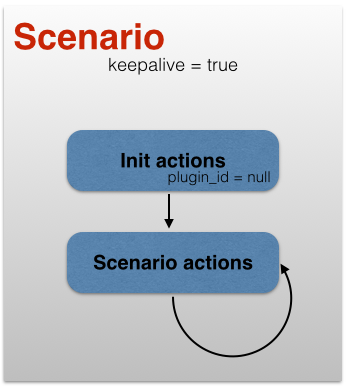 Scenario
keepalive = true
Init actions
plugin_id = null
Scenario actions